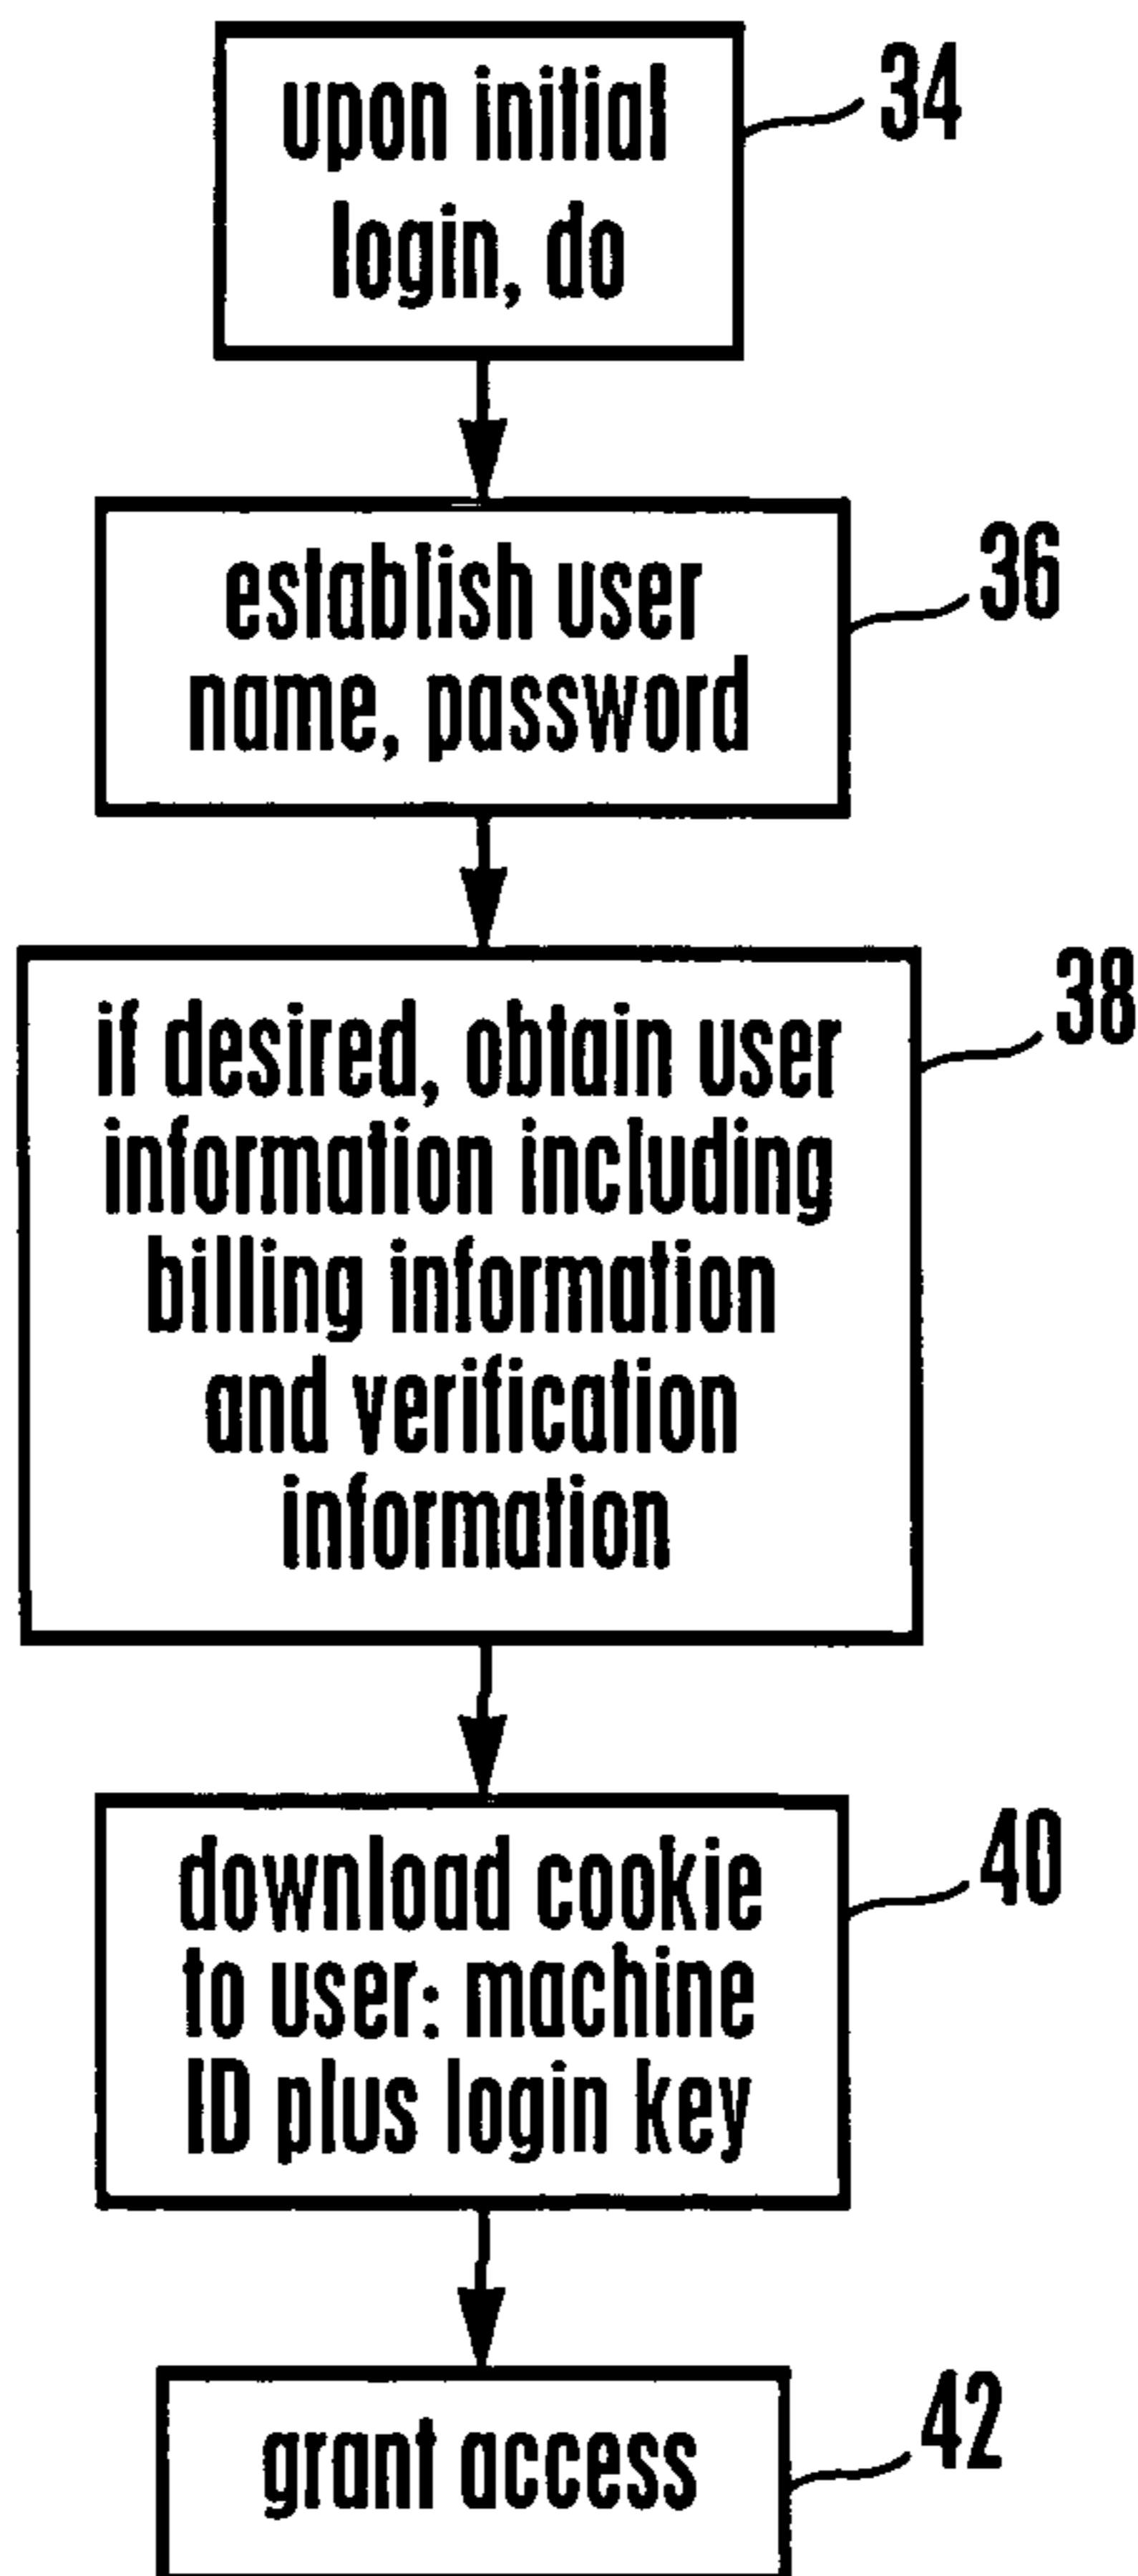 upon initial
login, do
34
establish user
name, password
36
if desired, obtain user
information including
billing information
and verification
information
38
download cookie
to user: machine
ID plus login key
40
grant access
42